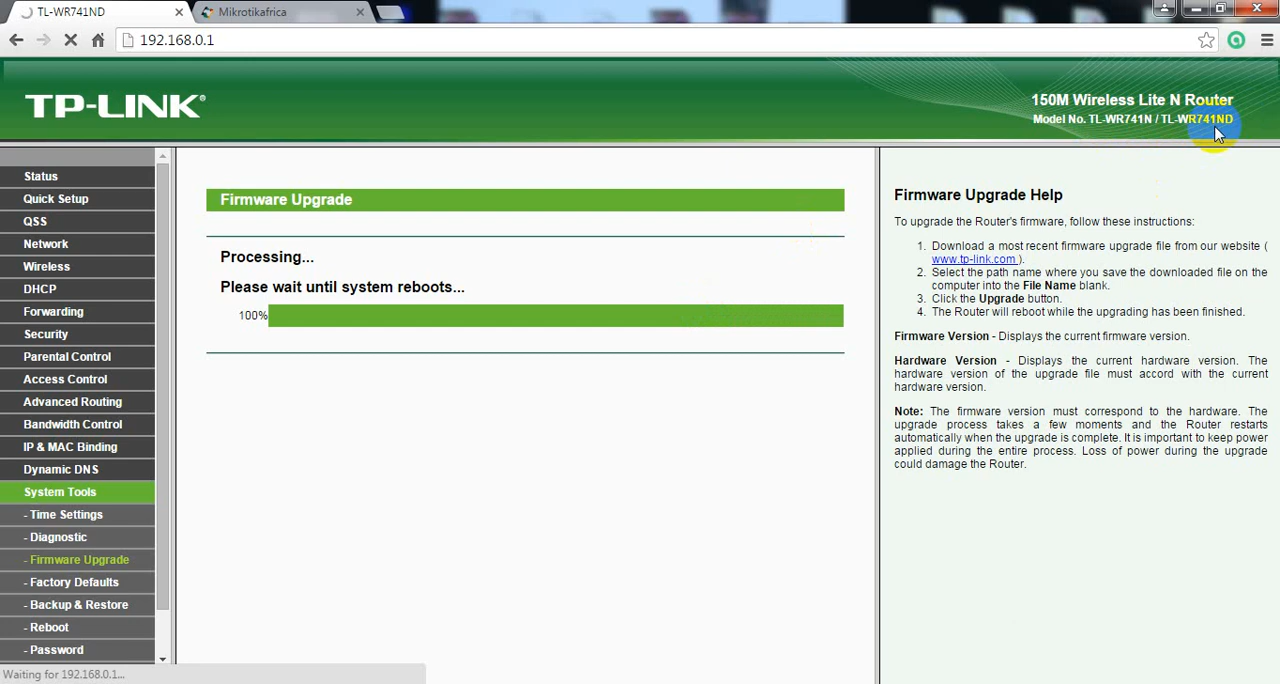 TL-WR741ND
Mikrotikafrica
192.168.0.1
TP-LINK®
150M Wireless Lite N Router
Model No. TL-WR741N / TL-WR741ND
Status
Quick Setup
QSS
Network
Wireless
DHCP
Forwarding
Security
Parental Control
Access Control
Advanced Routing
Bandwidth Control
IP & MAC Binding
Dynamic DNS
System Tools
- Time Settings
- Diagnostic
- Firmware Upgrade
- Factory Defaults
- Backup & Restore
- Reboot
- Password
Firmware Upgrade
Processing...
Please wait until system reboots...
100%
Firmware Upgrade Help
To upgrade the Router's firmware, follow these instructions:
1. Download a most recent firmware upgrade file from our website (
www.tp-link.com ).
2. Select the path name where you save the downloaded file on the
computer into the File Name blank.
3. Click the Upgrade button.
4. The Router will reboot while the upgrading has been finished.
Firmware Version - Displays the current firmware version.
Hardware Version - Displays the current hardware version. The
hardware version of the upgrade file must accord with the current
hardware version.
Note: The firmware version must correspond to the hardware. The
upgrade process takes a few moments and the Router restarts
automatically when the upgrade is complete. It is important to keep power
applied during the entire process. Loss of power during the upgrade
could damage the Router.
Waiting for 192.168.0.1...